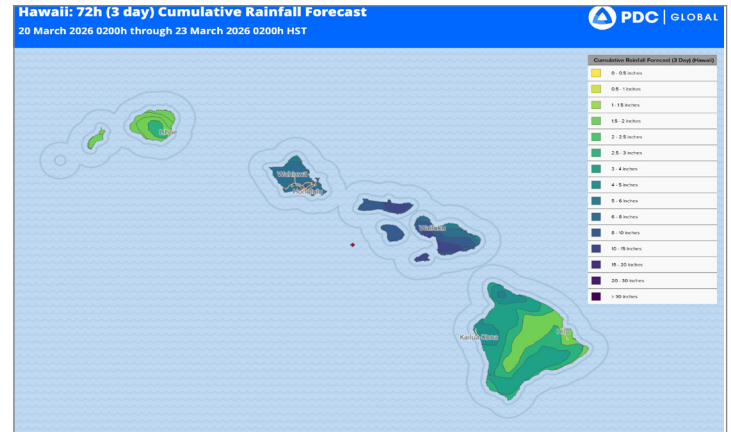 Hawaii: 72h (3 day) Cumulative Rainfall Forecast
20 March 2026 0200h through 23 March 2026 0200h HST
PDC | GLOBAL
Cumulative Rainfall Forecast (3 Day) (Hawaii)
0 - 0.5 inches
0.5 - 1 inches
1 - 1.5 inches
1.5 - 2 inches
2 - 2.5 inches
2.5 - 3 inches
3 - 4 inches
4 - 5 inches
5 - 6 inches
6 - 8 inches
8 - 10 inches
10 - 15 inches
15 - 20 inches
20 - 30 inches
> 30 inches
Lihue
Wahiawa
Honolulu
Wailuku
Kailua Kona
Hilo